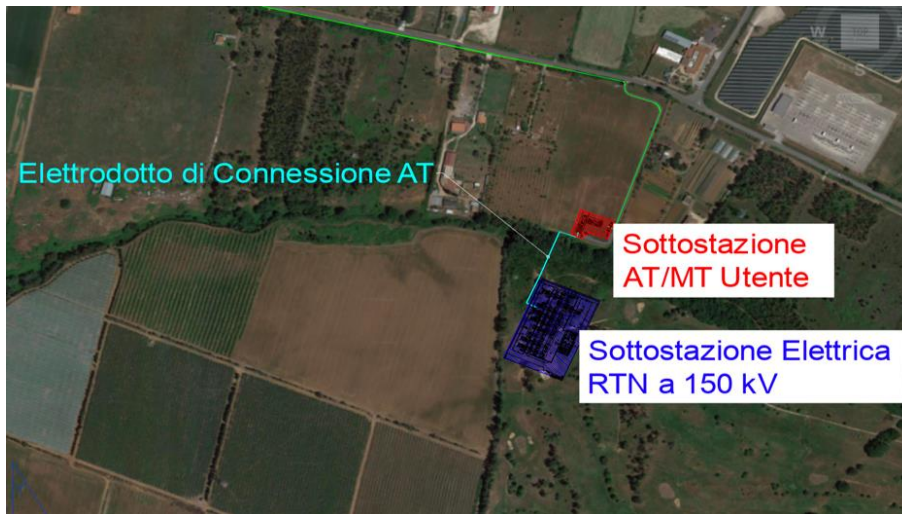 W
S
Elettrodotto di Connessione AT
Sottostazione
AT/MT Utente
Sottostazione Elettrica
RTN a 150 kV